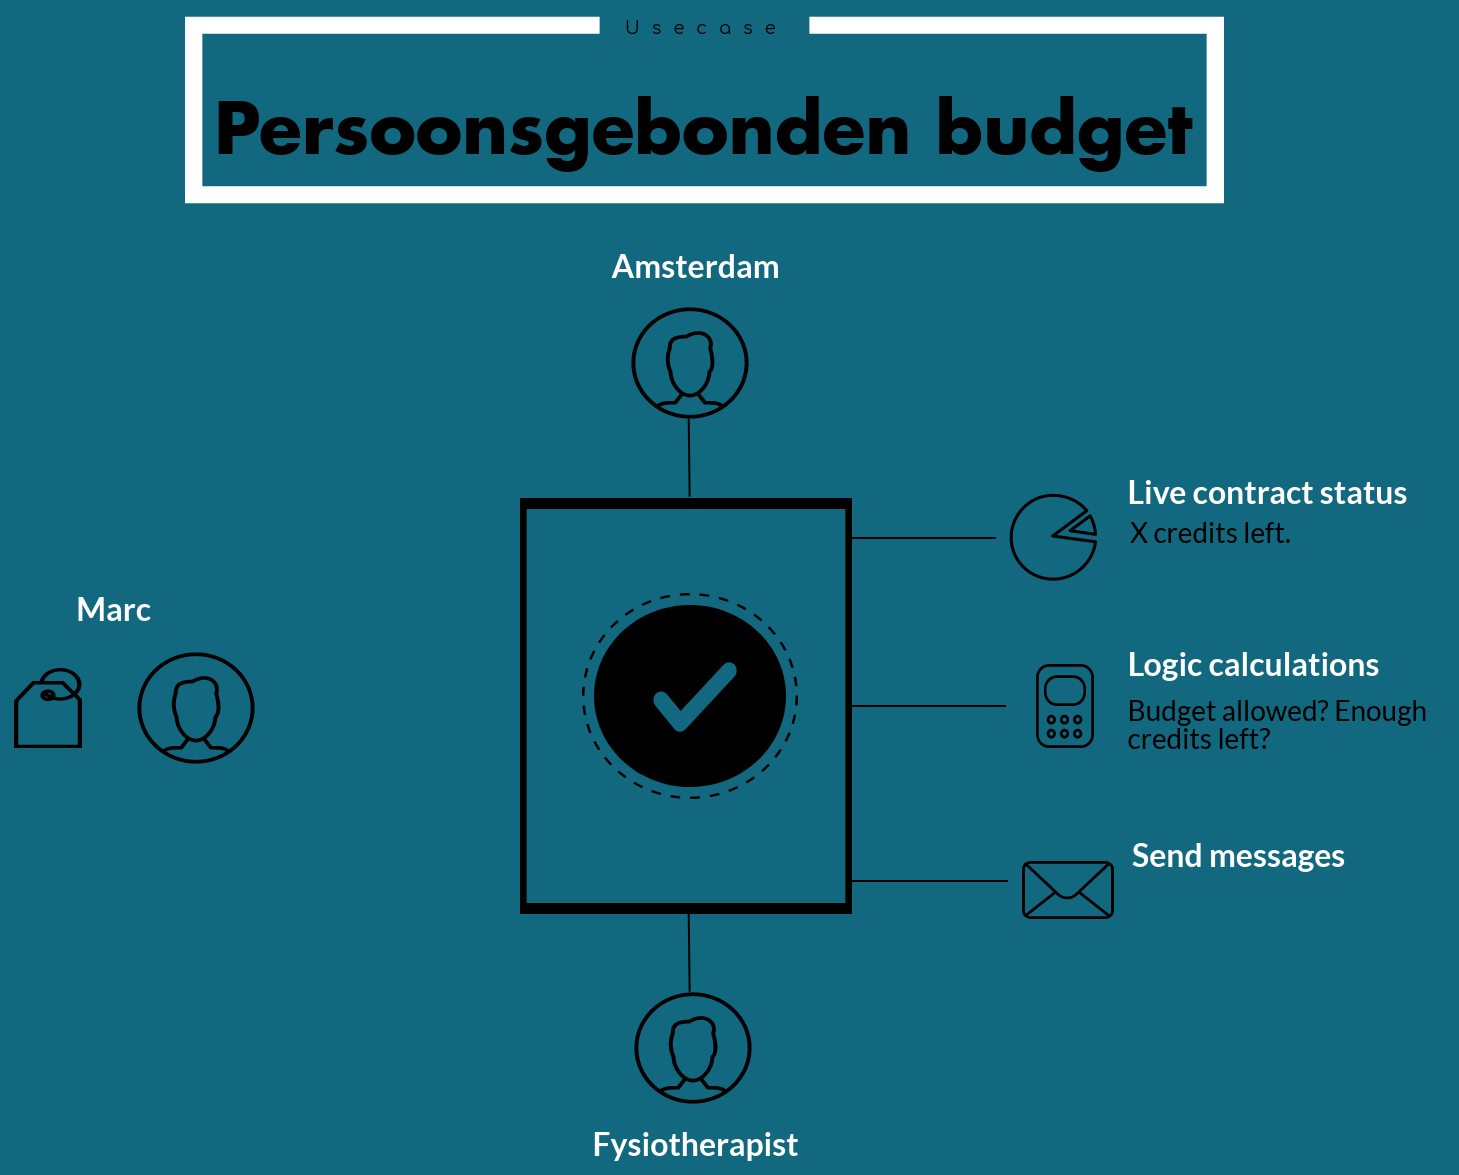 Usecase
Persoonsgebonden budget
Amsterdam
Live contract status
X credits left.
Marc
Logic calculations
Budget allowed? Enough
credits left?
Send messages
Fysiotherapist